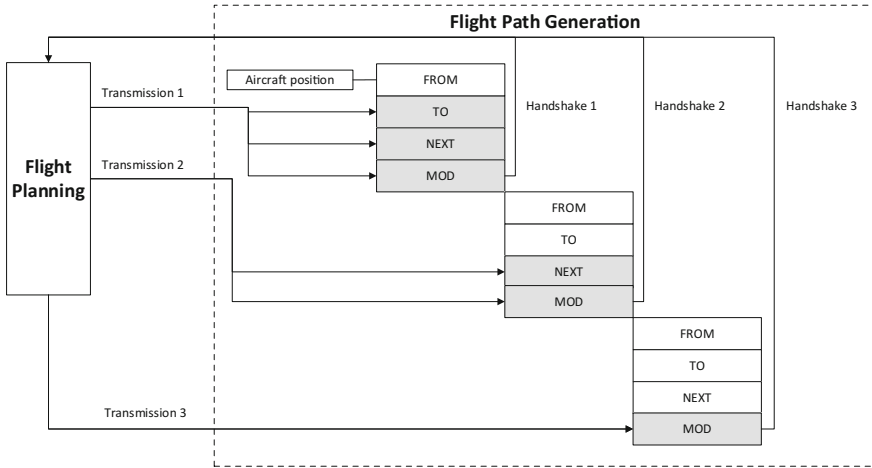 Flight Path Generation
Aircraft position
FROM
Transmission 1
TO
Handshake 1
Handshake 2
Handshake 3
NEXT
Flight
Planning
Transmission 2
MOD
FROM
TO
NEXT
MOD
FROM
TO
NEXT
Transmission 3
MOD